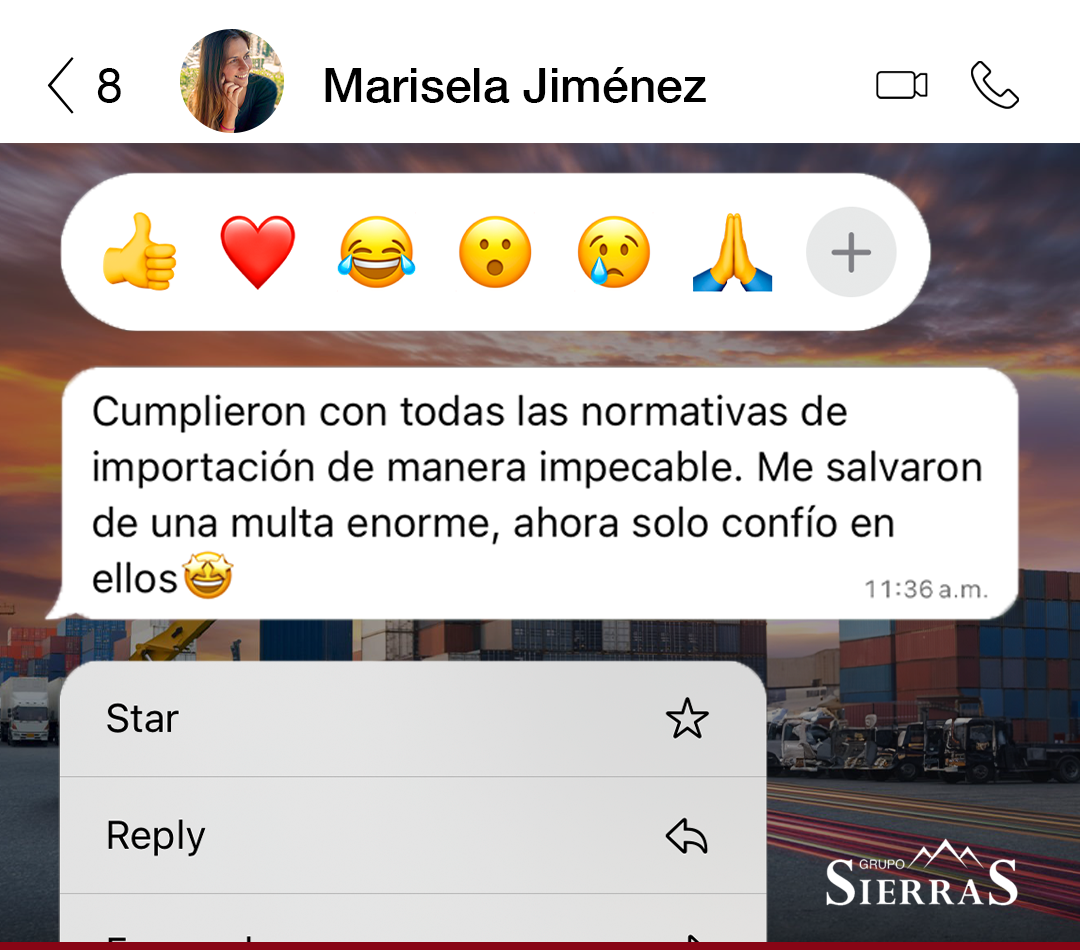 8
Marisela Jiménez
Cumplieron con todas las normativas de
importación de manera impecable. Me salvaron
de una multa enorme, ahora solo confío en
ellos🤩
11:36 a.m.
Star
Reply
GRUPO
SIERRAS